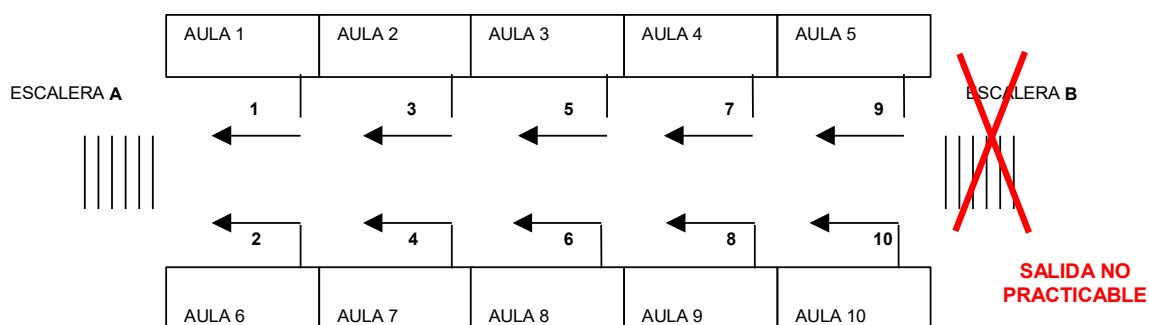 AULA 1
AULA 2
AULA 3
AULA 4
AULA 5
ESCALERA A
ESCALERA B
1
3
5
7
9
2
4
6
8
10
SALIDA NO
PRACTICABLE
AULA 6
AULA 7
AULA 8
AULA 9
AULA 10